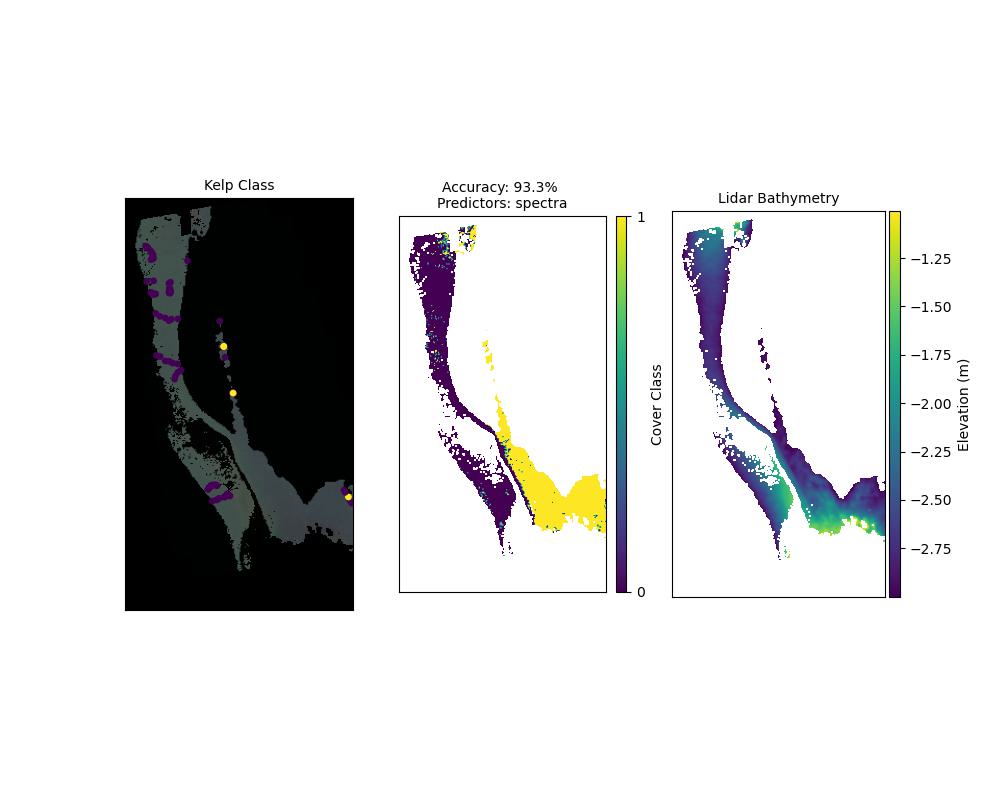 Kelp Class
Accuracy: 93.3%
Predictors: spectra
1
0
Cover Class
Lidar Bathymetry
−1.25
−1.50
−1.75
−2.00
−2.25
−2.50
−2.75
Elevation (m)